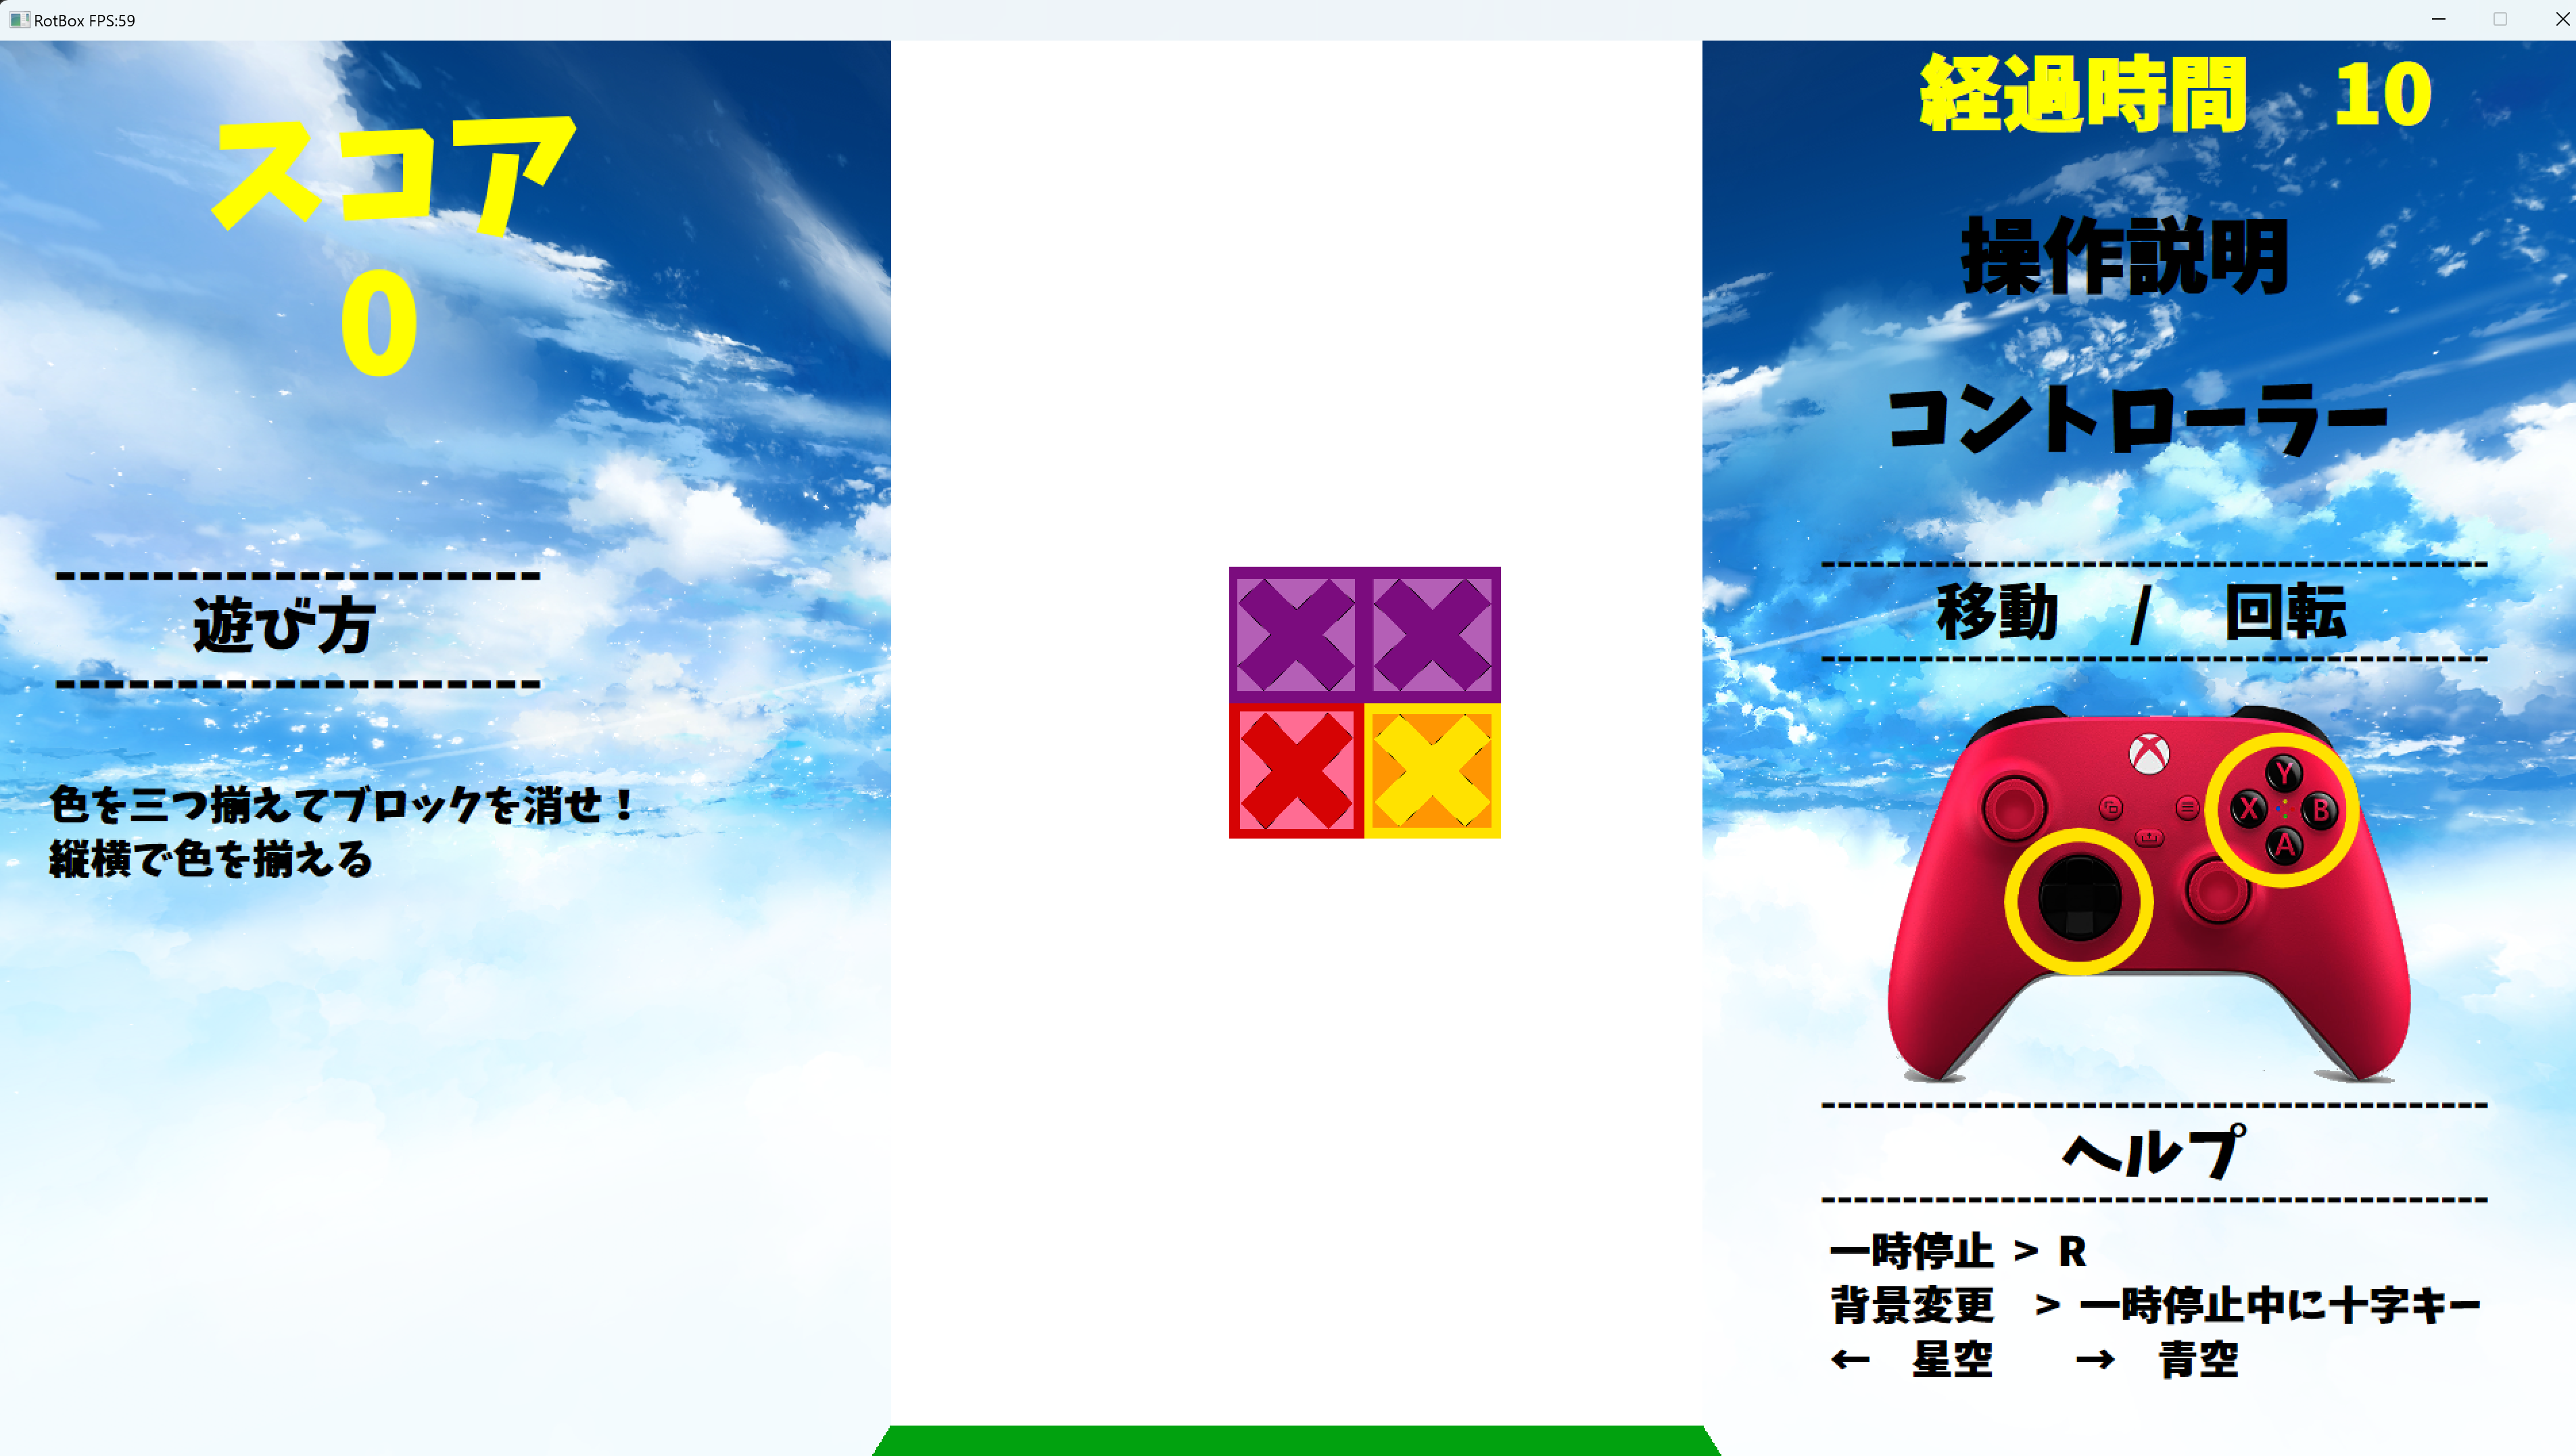 RotBox FPS:59
スコア
0
--------------------
遊び方
--------------------
色を三つ揃えてブロックを消せ！
縦横で色を揃える
経過時間　10
操作説明
コントローラー
-----------------------------------------
移動　/　回転
-----------------------------------------
Y
X B
A
-----------------------------------------
ヘルプ
-----------------------------------------
一時停止 > R
背景変更　> 一時停止中に十字キー
←　星空　　→　青空